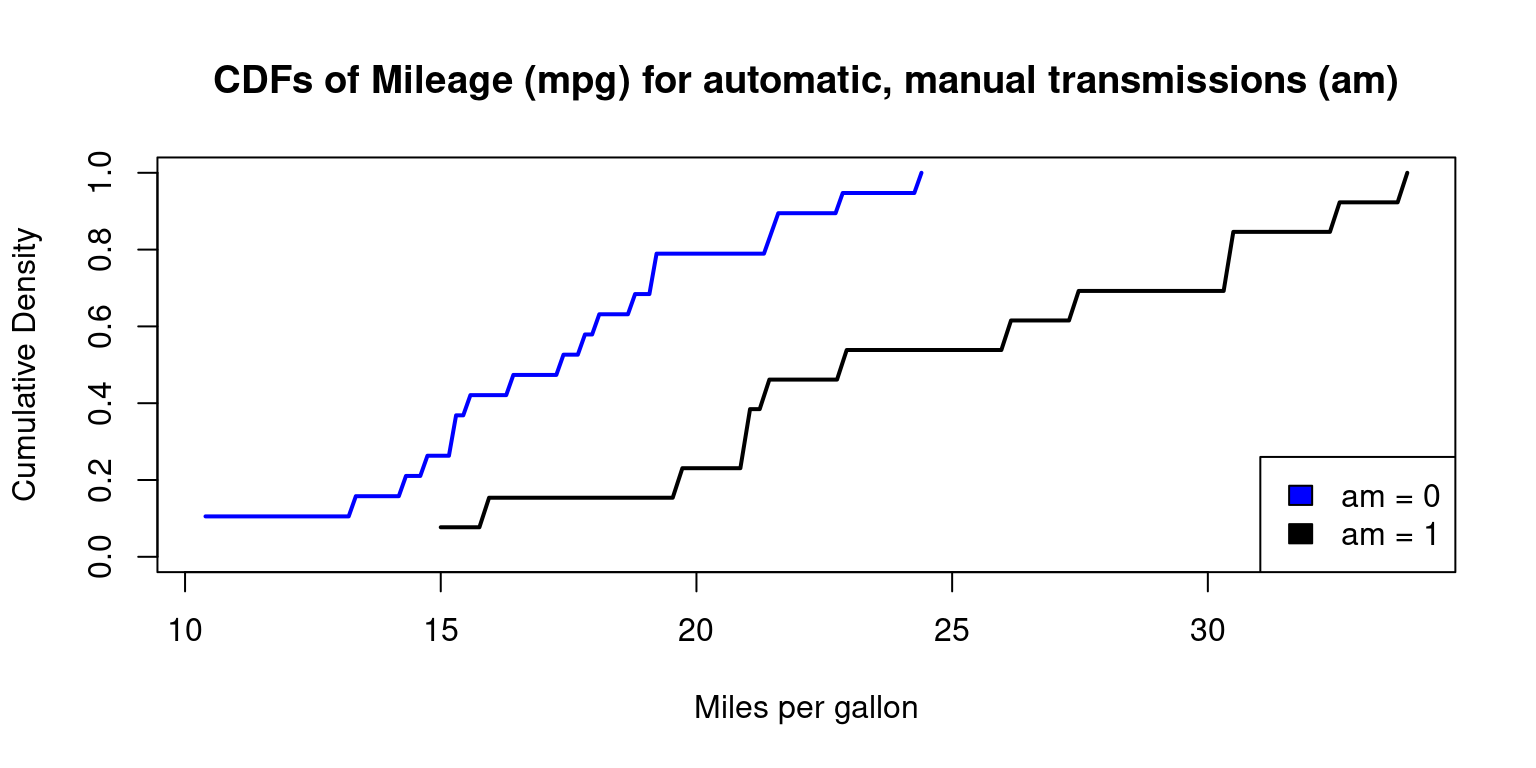 CDFs of Mileage (mpg) for automatic, manual transmissions (am)
Cumulative Density
1.0
0.8
0.6
0.4
0.2
0.0
am = 0
am = 1
10 15 20 25 30
Miles per gallon